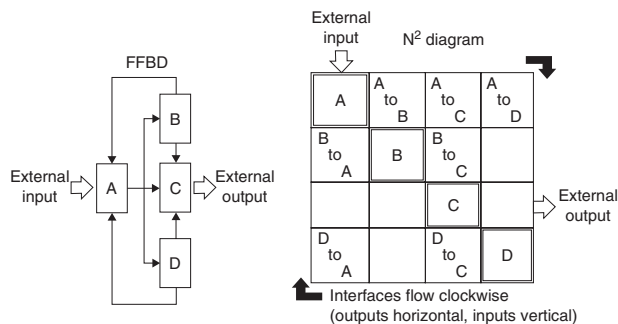 FFBD
External
input
A
B
C
D
External
output
External
input
N² diagram
A
A
to
B
A
to
C
A
to
D
B
to
A
B
B
to
C
C
External
output
D
to
A
D
to
C
D
Interfaces flow clockwise
(outputs horizontal, inputs vertical)